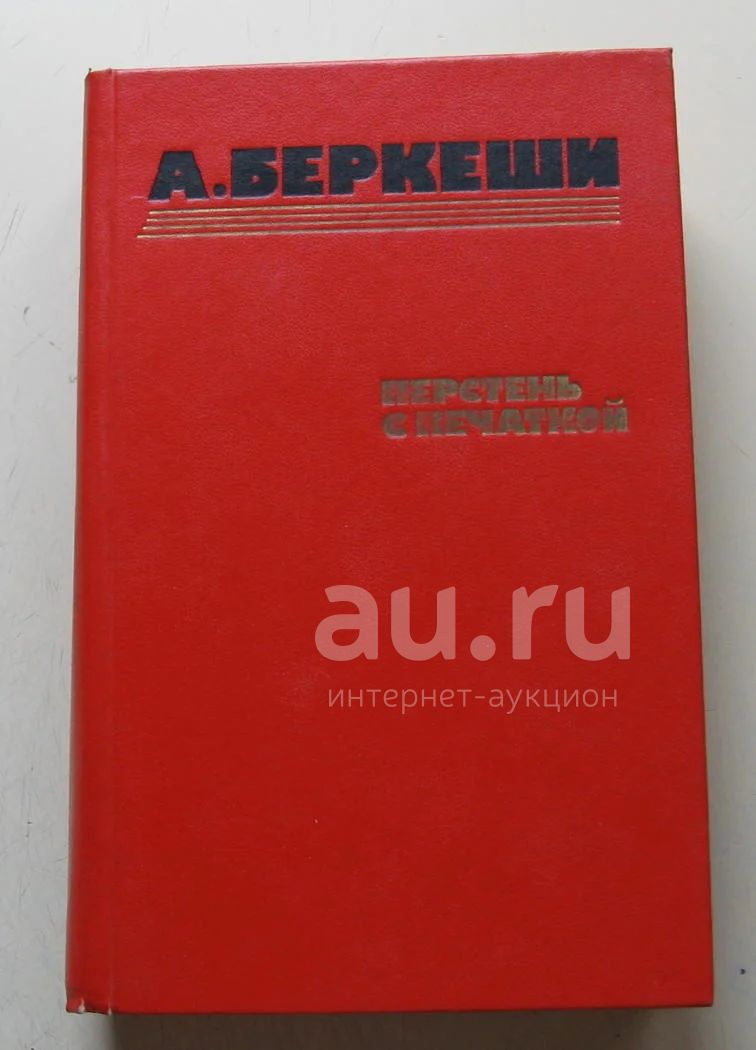 А.БЕРКЕШИ
ПЕРСТЕНЬ
С ПЕЧАТКОЙ
au.ru
интернет-аукцион